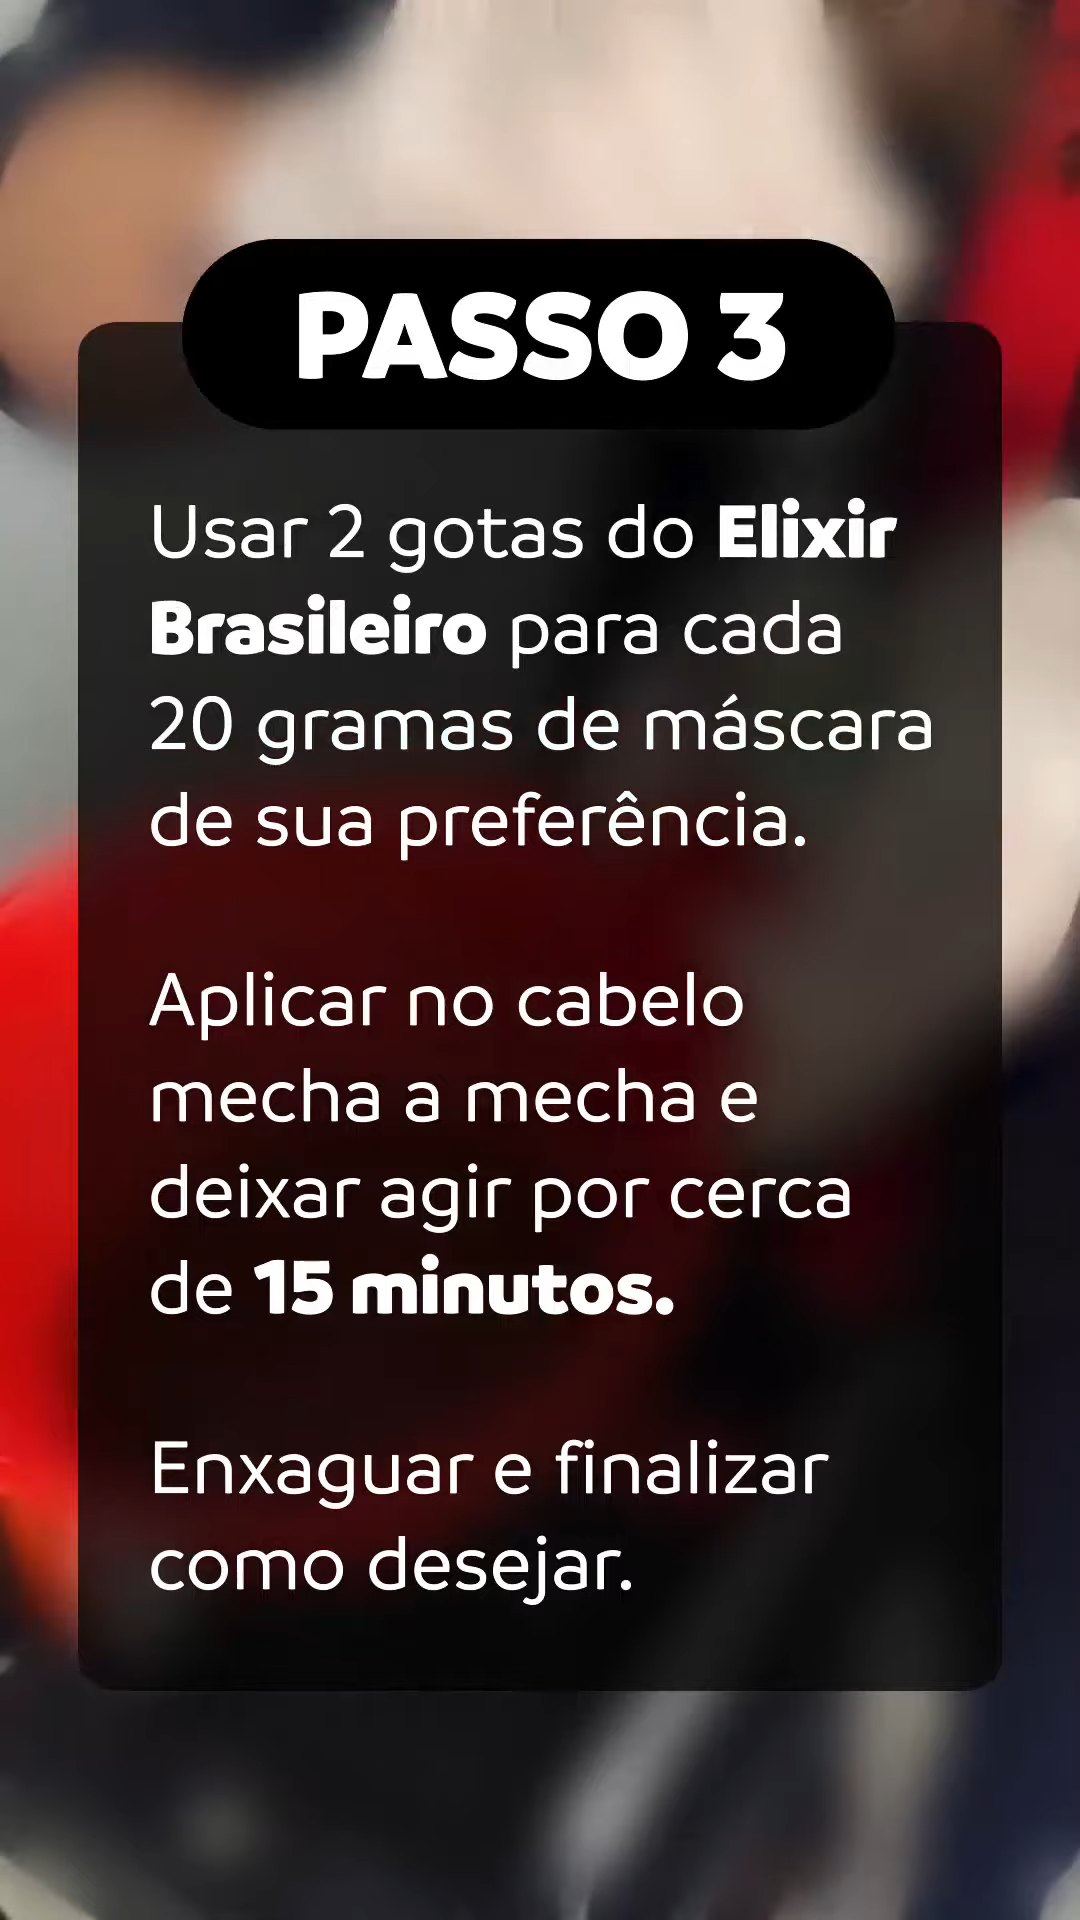 PASSO 3
Usar 2 gotas do Elixir
Brasileiro para cada
20 gramas de máscara
de sua preferência.
Aplicar no cabelo
mecha a mecha e
deixar agir por cerca
de 15 minutos.
Enxaguar e finalizar
como desejar.